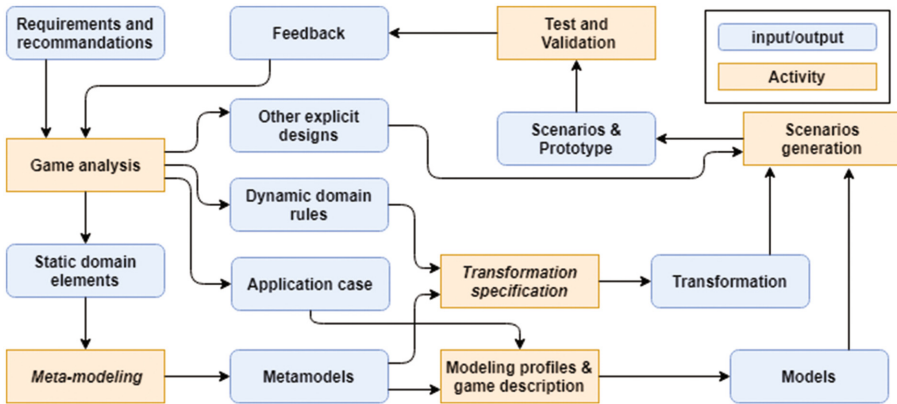 Requirements and
recommandations
Feedback
Test and
Validation
input/output
Activity
Other explicit
designs
Scenarios &
Prototype
Scenarios
generation
Game analysis
Dynamic domain
rules
Static domain
elements
Application case
Transformation
specification
Transformation
Meta-modeling
Metamodels
Modeling profiles &
game description
Models